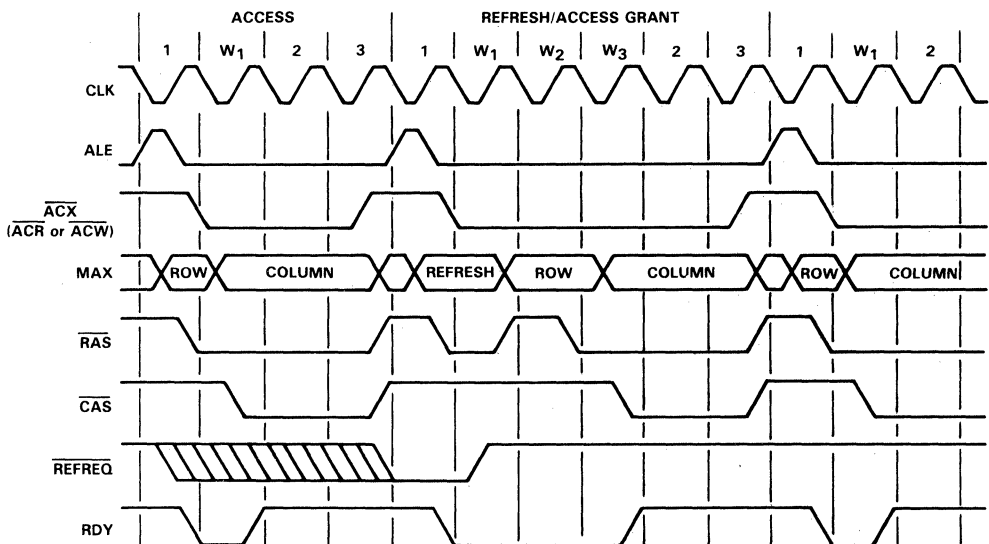 ACCESS REFRESH/ACCESS GRANT
1 W1 2 3 1 W1 W2 W3 2 3 1 W1 2
CLK
ALE
ACX
(ACR or ACW)
MAX ROW COLUMN REFRESH ROW COLUMN ROW COLUMN
RAS
CAS
REFREQ
RDY